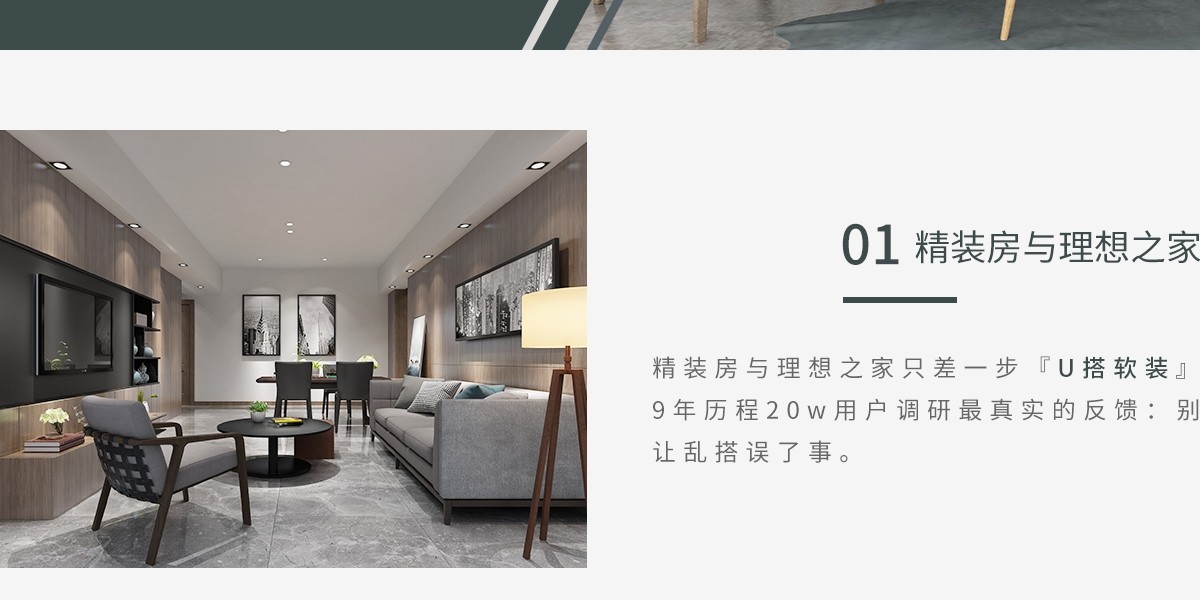 01 精装房与理想之家
精装房与理想之家只差一步『U搭软装』
9年历程20w用户调研最真实的反馈：别
让乱搭误了事。